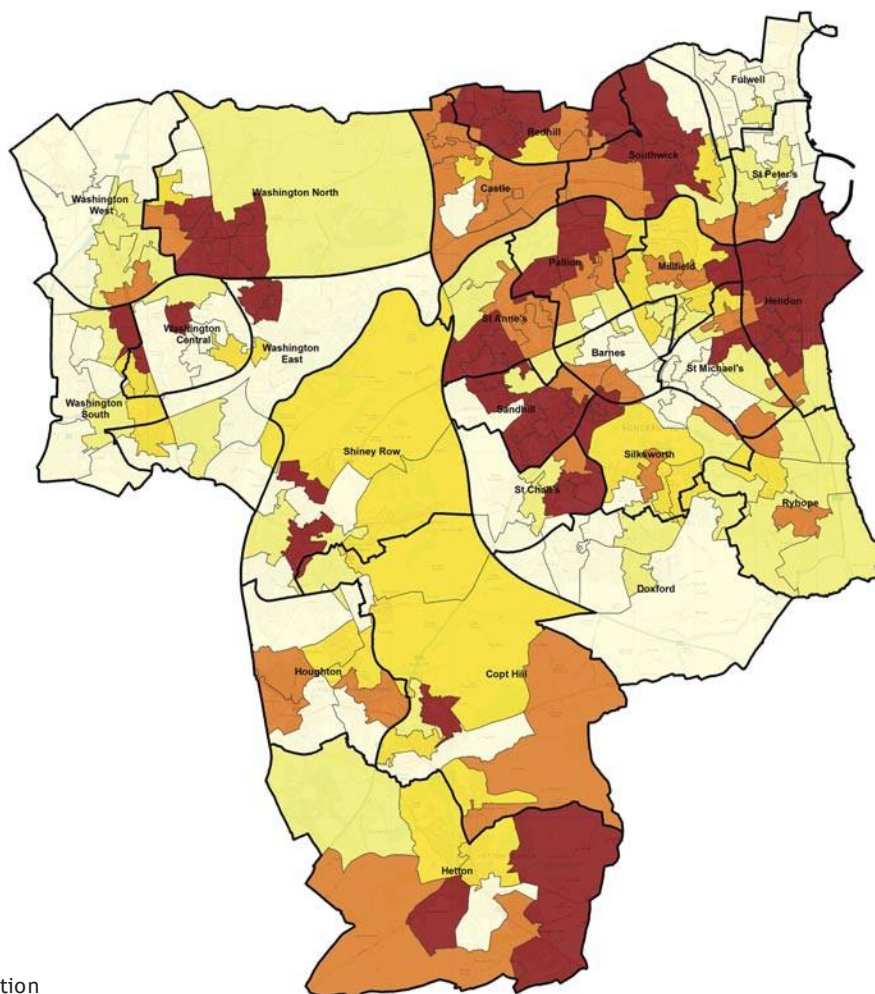 Fulwell
Redhill
Southwick
St Peter's
Castle
Washington North
Washington
West
Pallion
Millfield
Hendon
St Anne's
Washington
Central
Barnes
Washington
East
St Michael's
Washington
South
Sandhill
Shiney Row
Silksworth
St Chad's
Ryhope
Doxford
Copt Hill
Houghton
Hetton
tion